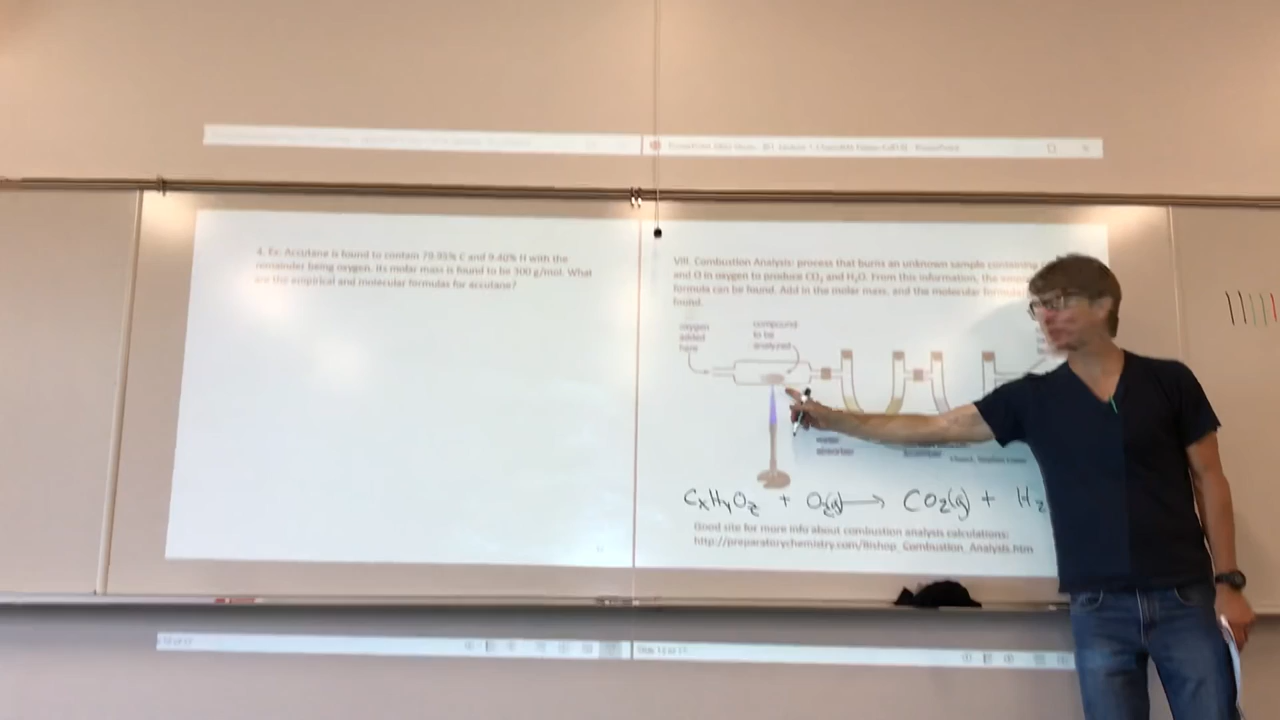 4. Ex: Accutane is found to contain 79.95% C and 9.40% H with the
remainder being oxygen. Its molar mass is found to be 300 g/mol. What
are the empirical and molecular formulas for accutane?
VIII. Combustion Analysis: process that burns an unknown sample containing
and O in oxygen to produce CO₂ and H₂O. From this information, the
formula can be found. Add in the molar mass, and the molecular formula
found.
oxygen
added
here
compound
to be
analyzed
water
absorber
CxHyOz + O₂(g) → CO₂(g) + H₂
Good site for more info about combustion analysis calculations:
http://preparatorychemistry.com/Bishop_Combustion_Analysis.htm